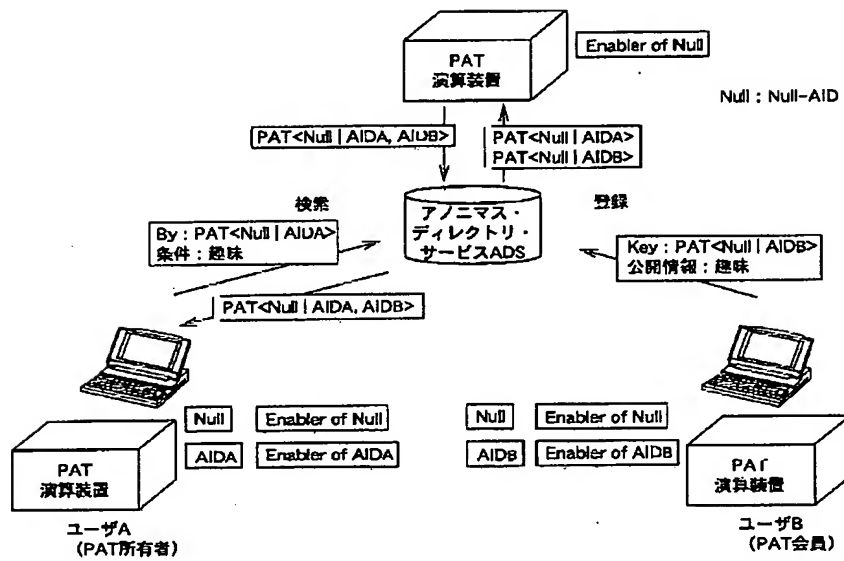 PAT
演算装置
Enabler of Null
Null : Null-AID
PAT<Null | AIDA, AIDB>
PAT<Null | AIDA>
PAT<Null | AIDB>
検索
登録
アノニマス・
ディレクトリ・
サービスADS
By : PAT<Null | AIDA>
条件 : 趣味
Key : PAT<Null | AIDB>
公開情報 : 趣味
PAT<Null | AIDA, AIDB>
Null
Enabler of Null
AIDA
Enabler of AIDA
Null
Enabler of Null
AIDB
Enabler of AIDB
PAT
演算装置
PAT
演算装置
ユーザA
(PAT所有者)
ユーザB
(PAT会員)